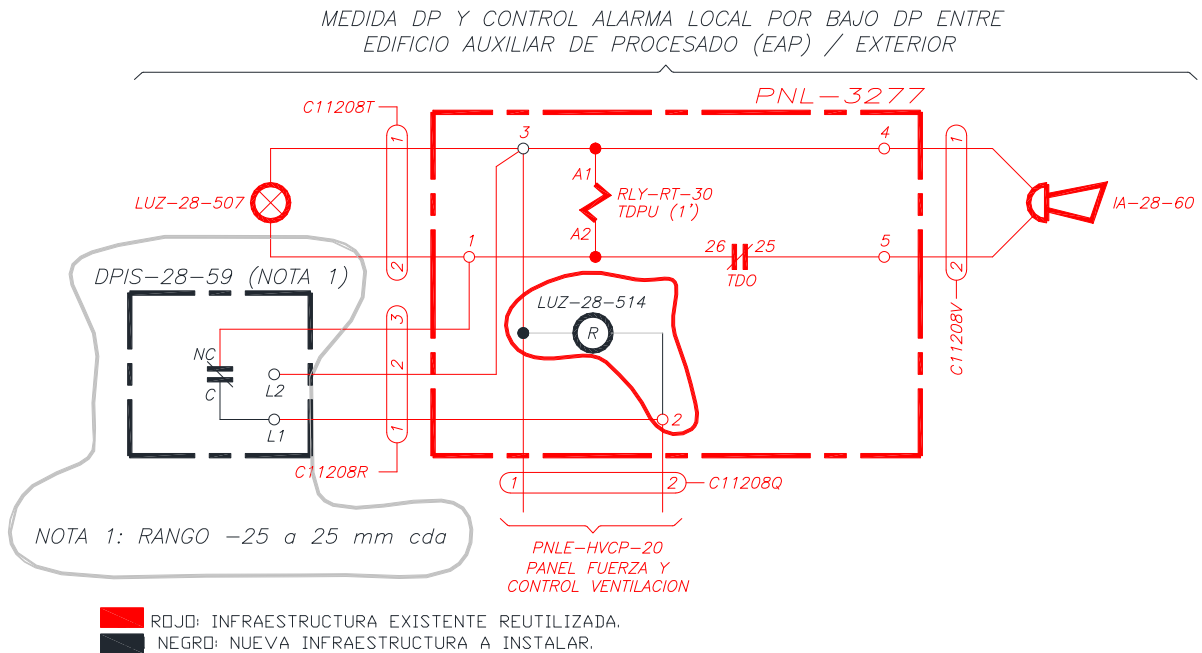 MEDIDA DP Y CONTROL ALARMA LOCAL POR BAJO DP ENTRE
EDIFICIO AUXILIAR DE PROCESADO (EAP) / EXTERIOR
PNL-3277
C11208T
1
3
4
1
A1
RLY-RT-30
TDPU (1')
LUZ-28-507
IA-28-60
A2
2
1
26
25
5
2
TDO
DPIS-28-59 (NOTA 1)
LUZ-28-514
3
R
C11208V
NC
C
L2
2
L1
1
2
C11208R
1
2
C11208Q
NOTA 1: RANGO -25 a 25 mm cda
PNLE-HVCP-20
PANEL FUERZA Y
CONTROL VENTILACION
ROJO: INFRAESTRUCTURA EXISTENTE REUTILIZADA.
NEGRO: NUEVA INFRAESTRUCTURA A INSTALAR.